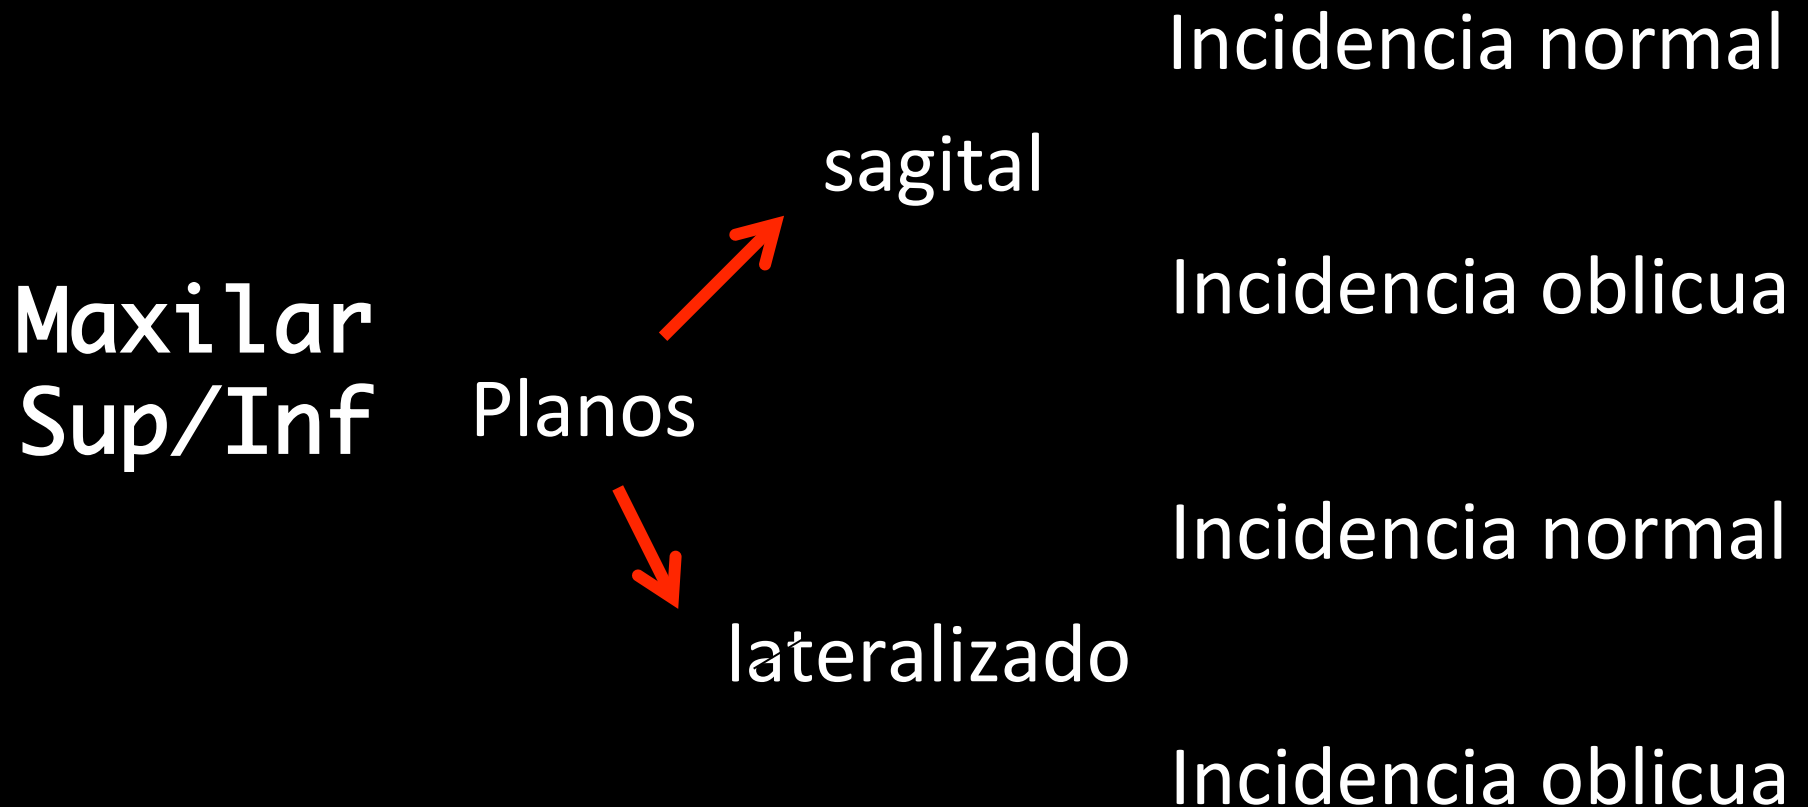 Incidencia normal
sagital
Incidencia oblicua
Maxilar
Sup/Inf
Planos
Incidencia normal
lateralizado
Incidencia oblicua